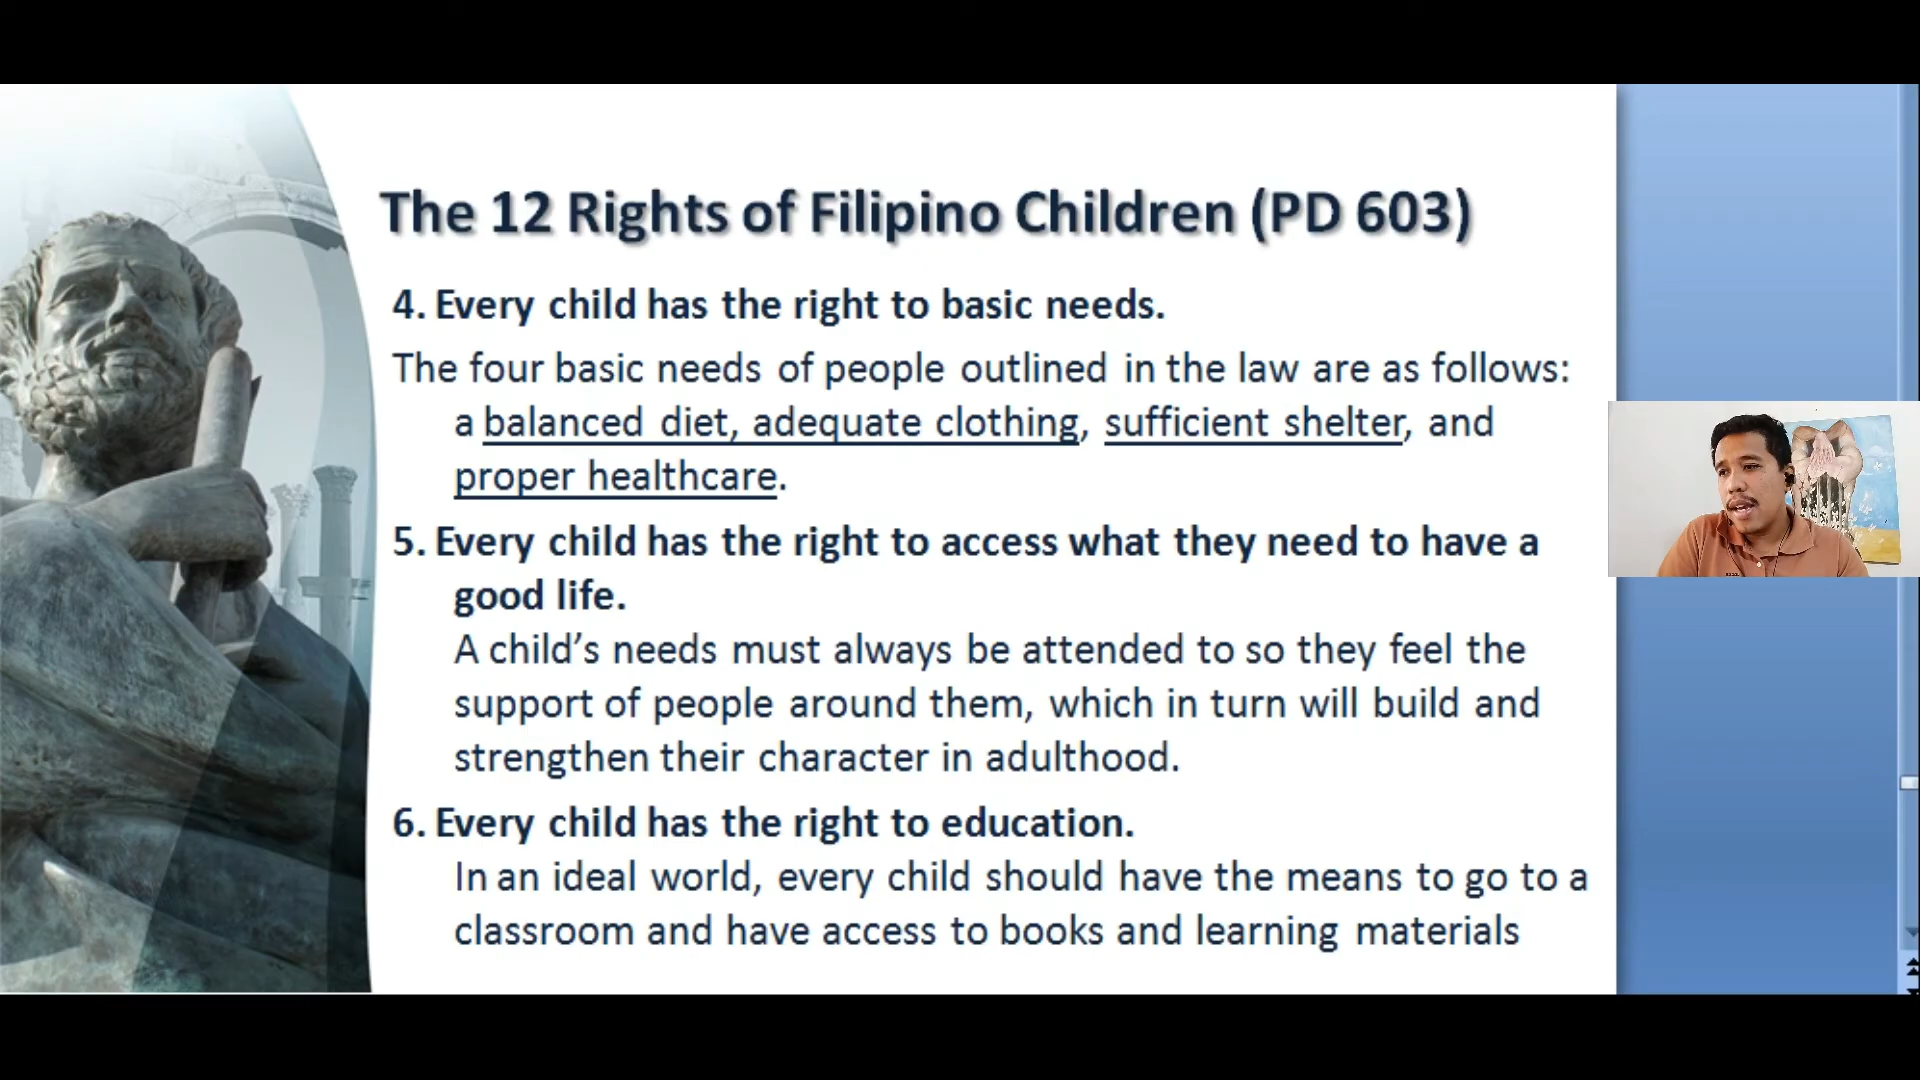 The 12 Rights of Filipino Children (PD 603)
4. Every child has the right to basic needs.
The four basic needs of people outlined in the law are as follows:
a balanced diet, adequate clothing, sufficient shelter, and
proper healthcare.
5. Every child has the right to access what they need to have a
good life.
A child’s needs must always be attended to so they feel the
support of people around them, which in turn will build and
strengthen their character in adulthood.
6. Every child has the right to education.
In an ideal world, every child should have the means to go to a
classroom and have access to books and learning materials